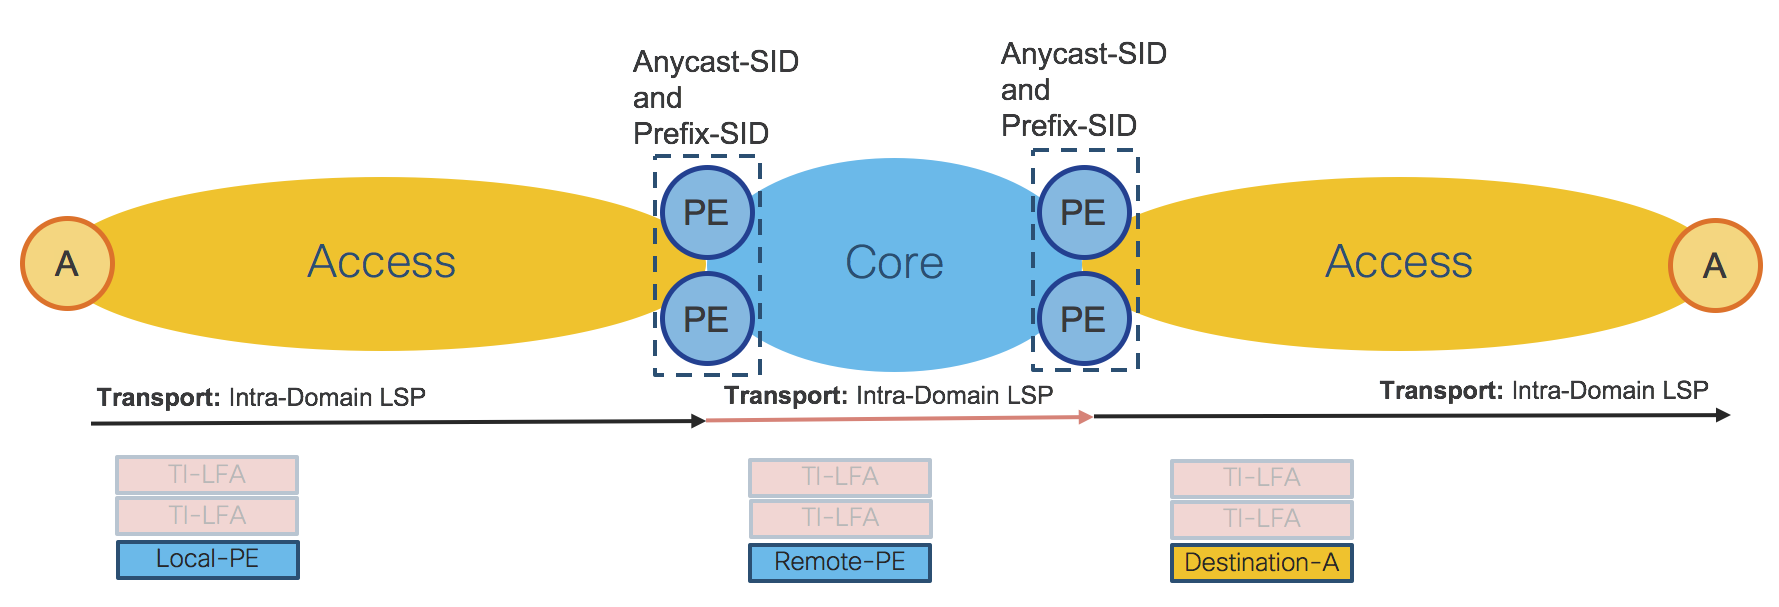 Anycast-SID
and
Prefix-SID
Anycast-SID
and
Prefix-SID
A
Access
PE
PE
Core
PE
PE
Access
A
Transport: Intra-Domain LSP
Transport: Intra-Domain LSP
Transport: Intra-Domain LSP
TI-LFA
TI-LFA
Local-PE
TI-LFA
TI-LFA
Remote-PE
TI-LFA
TI-LFA
Destination-A